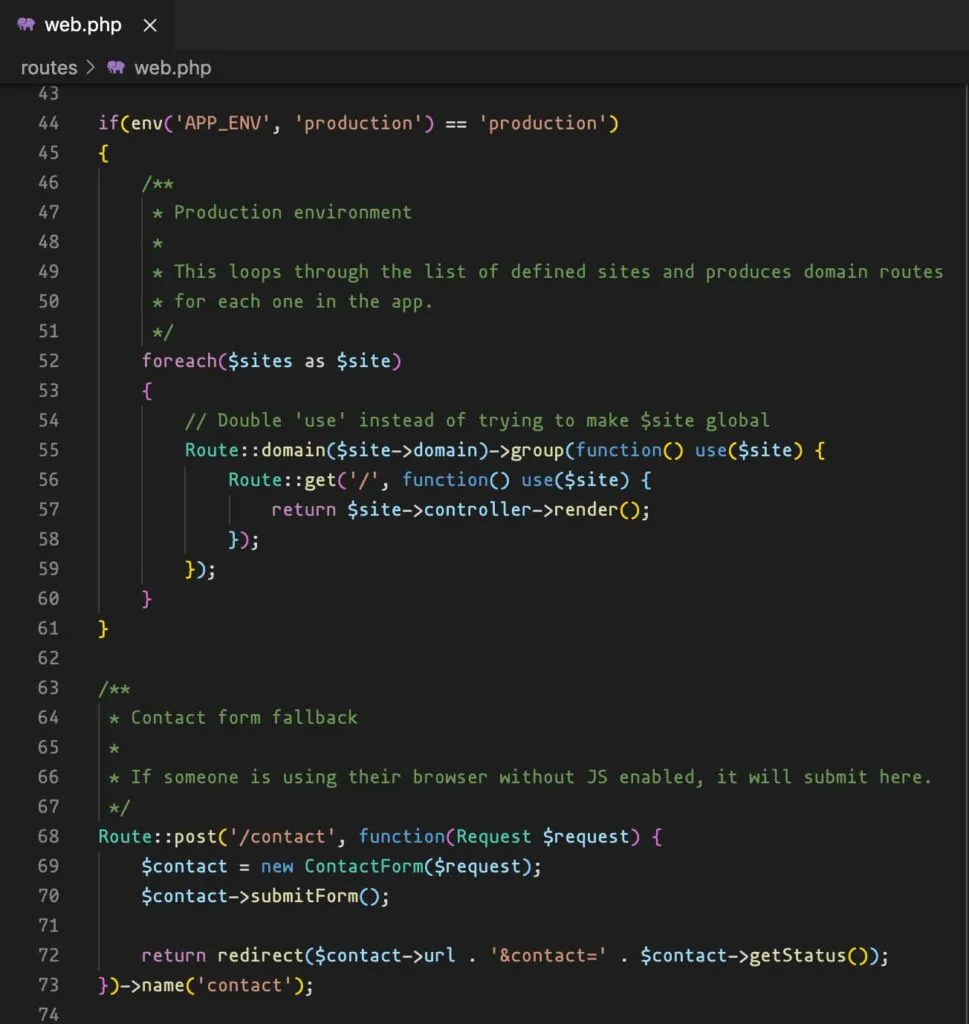 web.php ×
routes > web.php
43
44 if(env('APP_ENV', 'production') == 'production')
45 {
46     /**
47      * Production environment
48      *
49      * This loops through the list of defined sites and produces domain routes
50      * for each one in the app.
51      */
52     foreach($sites as $site)
53     {
54         // Double 'use' instead of trying to make $site global
55         Route::domain($site->domain)->group(function() use($site) {
56             Route::get('/', function() use($site) {
57                 return $site->controller->render();
58             });
59         });
60     }
61 }
62
63 /**
64  * Contact form fallback
65  *
66  * If someone is using their browser without JS enabled, it will submit here.
67  */
68 Route::post('/contact', function(Request $request) {
69     $contact = new ContactForm($request);
70     $contact->submitForm();
71
72     return redirect($contact->url . '&contact=' . $contact->getStatus());
73 })->name('contact');
74